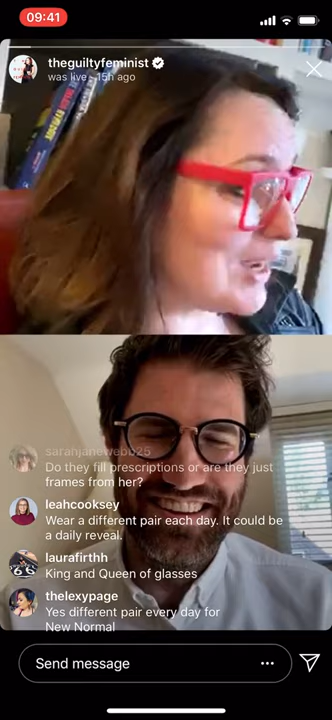 09:41
theguiltyfeminist
was live · 15h ago
sarahjanewebb25
Do they fill prescriptions or are they just
frames from her?
leahcooksey
Wear a different pair each day. It could be
a daily reveal.
laurafirthh
King and Queen of glasses
thelexypage
Yes different pair every day for
New Normal
Send message